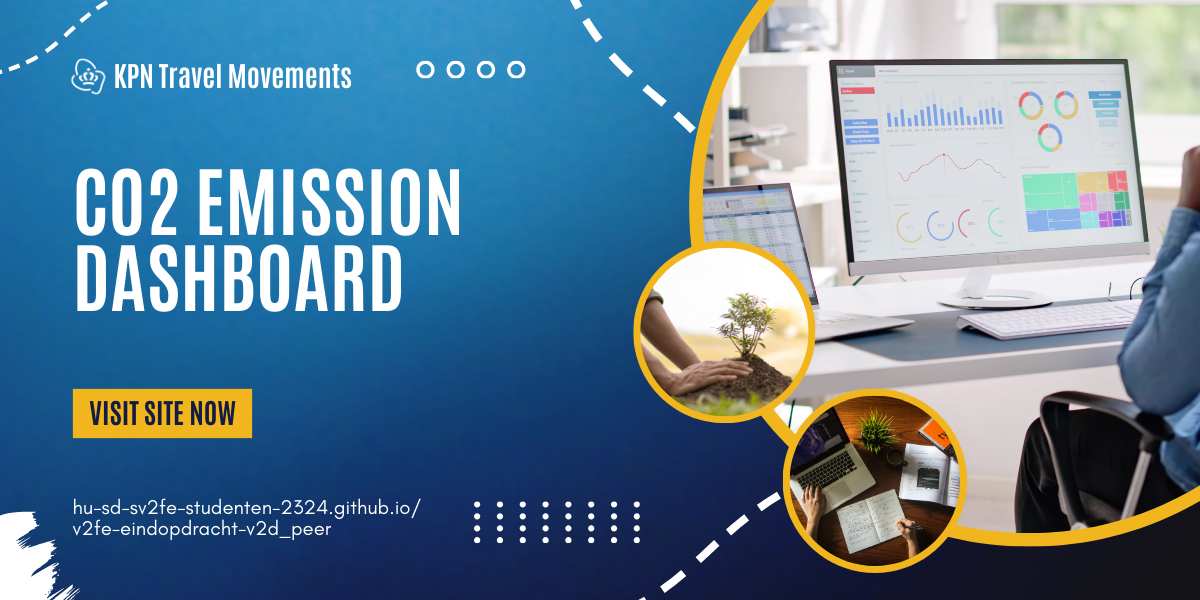 KPN Travel Movements
CO2 EMISSION
DASHBOARD
VISIT SITE NOW
hu-sd-sv2fe-studenten-2324.github.io/
v2fe-eindopdracht-v2d_peer